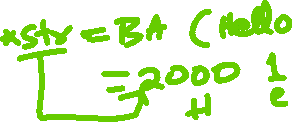 *str = BA (Hello
= 2000 1
H e